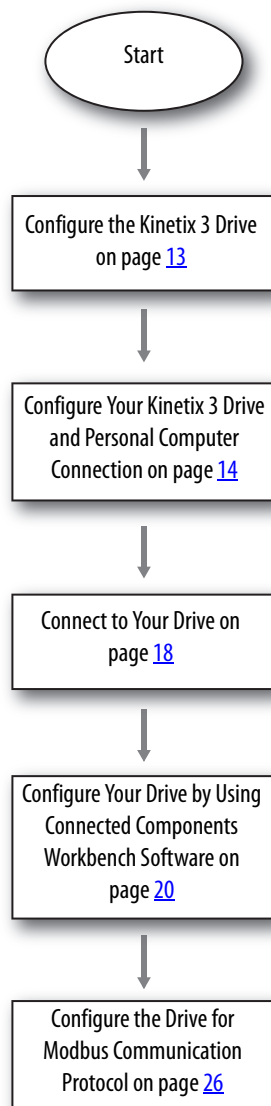 Start
Configure the Kinetix 3 Drive
on page 13
Configure Your Kinetix 3 Drive
and Personal Computer
Connection on page 14
Connect to Your Drive on
page 18
Configure Your Drive by Using
Connected Components
Workbench Software on
page 20
Configure the Drive for
Modbus Communication
Protocol on page 26